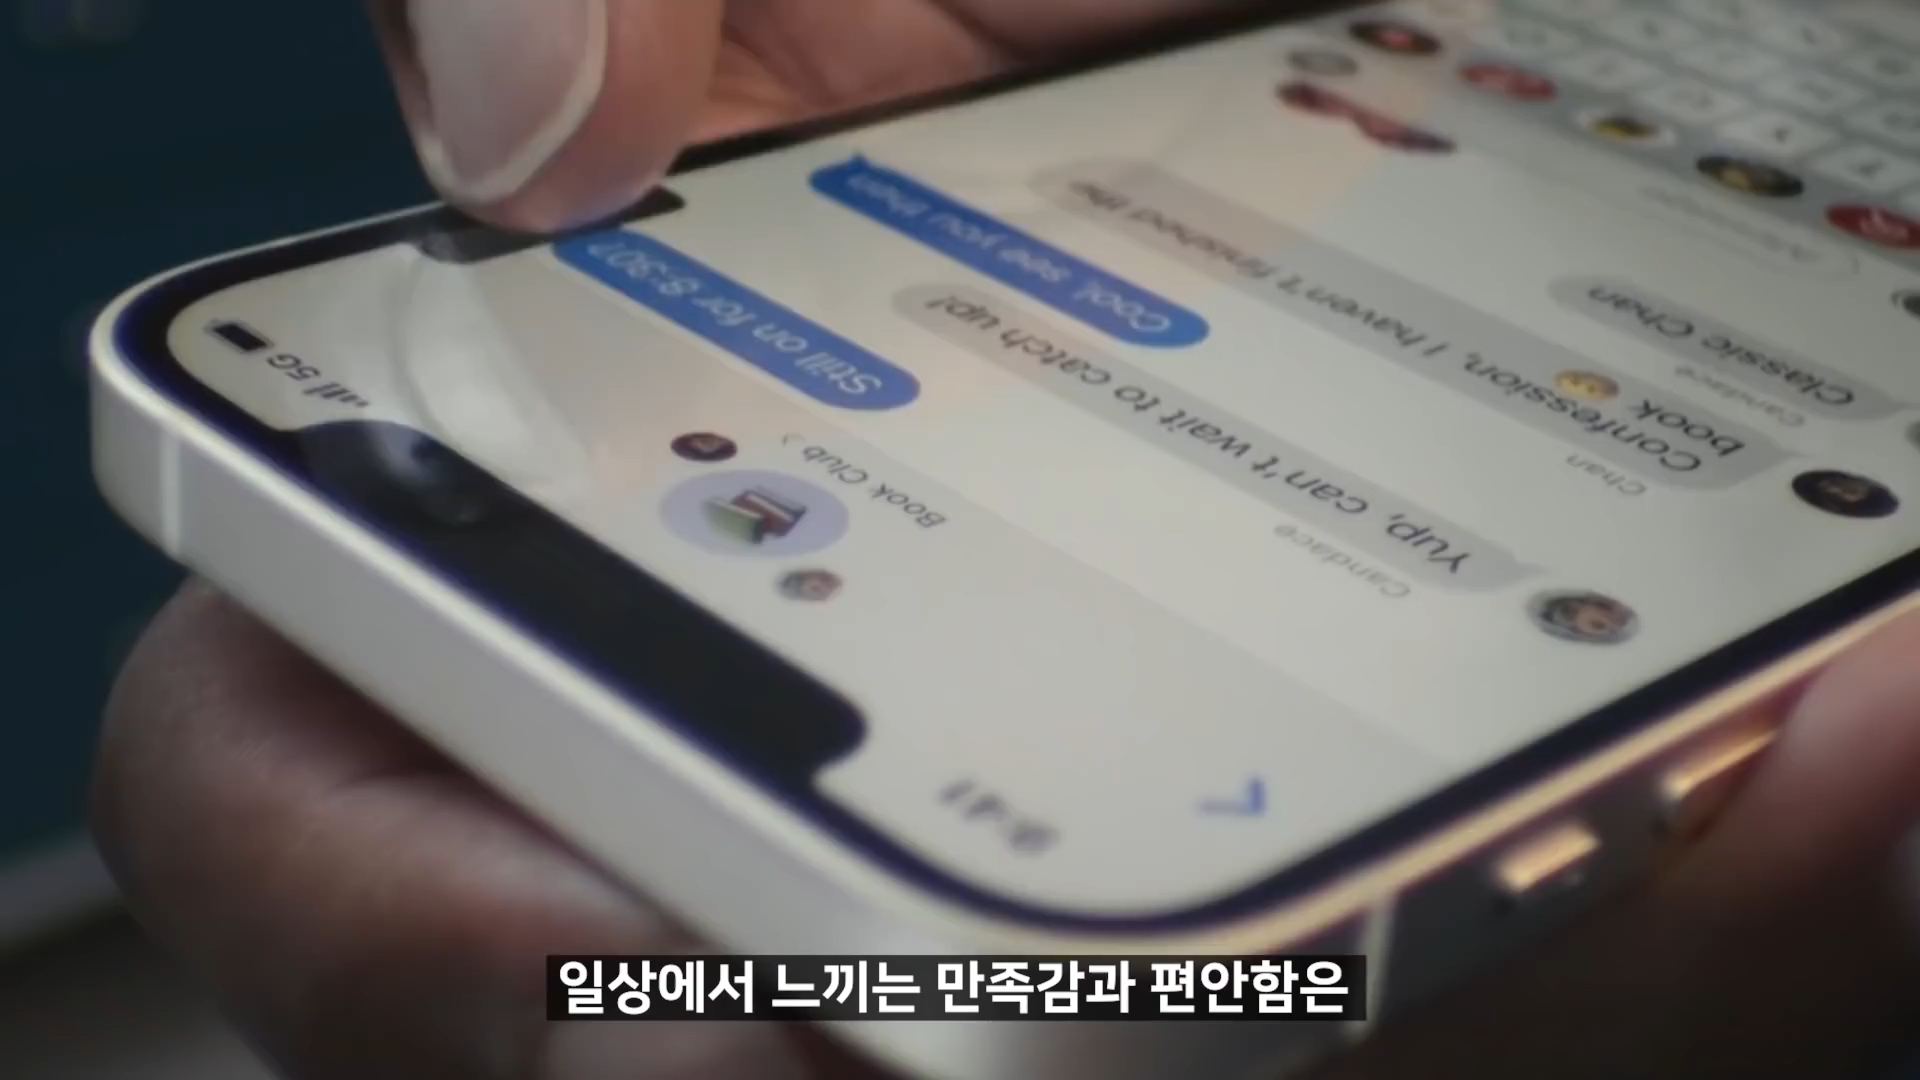 9:41
5G
Book Club >
Still on for 8:30?
Candace
Yup, can't wait to catch up!
Cool, see you then
Chan
Confession, I haven't finished the
book 😬
Candace
Classic Chan
일상에서 느끼는 만족감과 편안함은